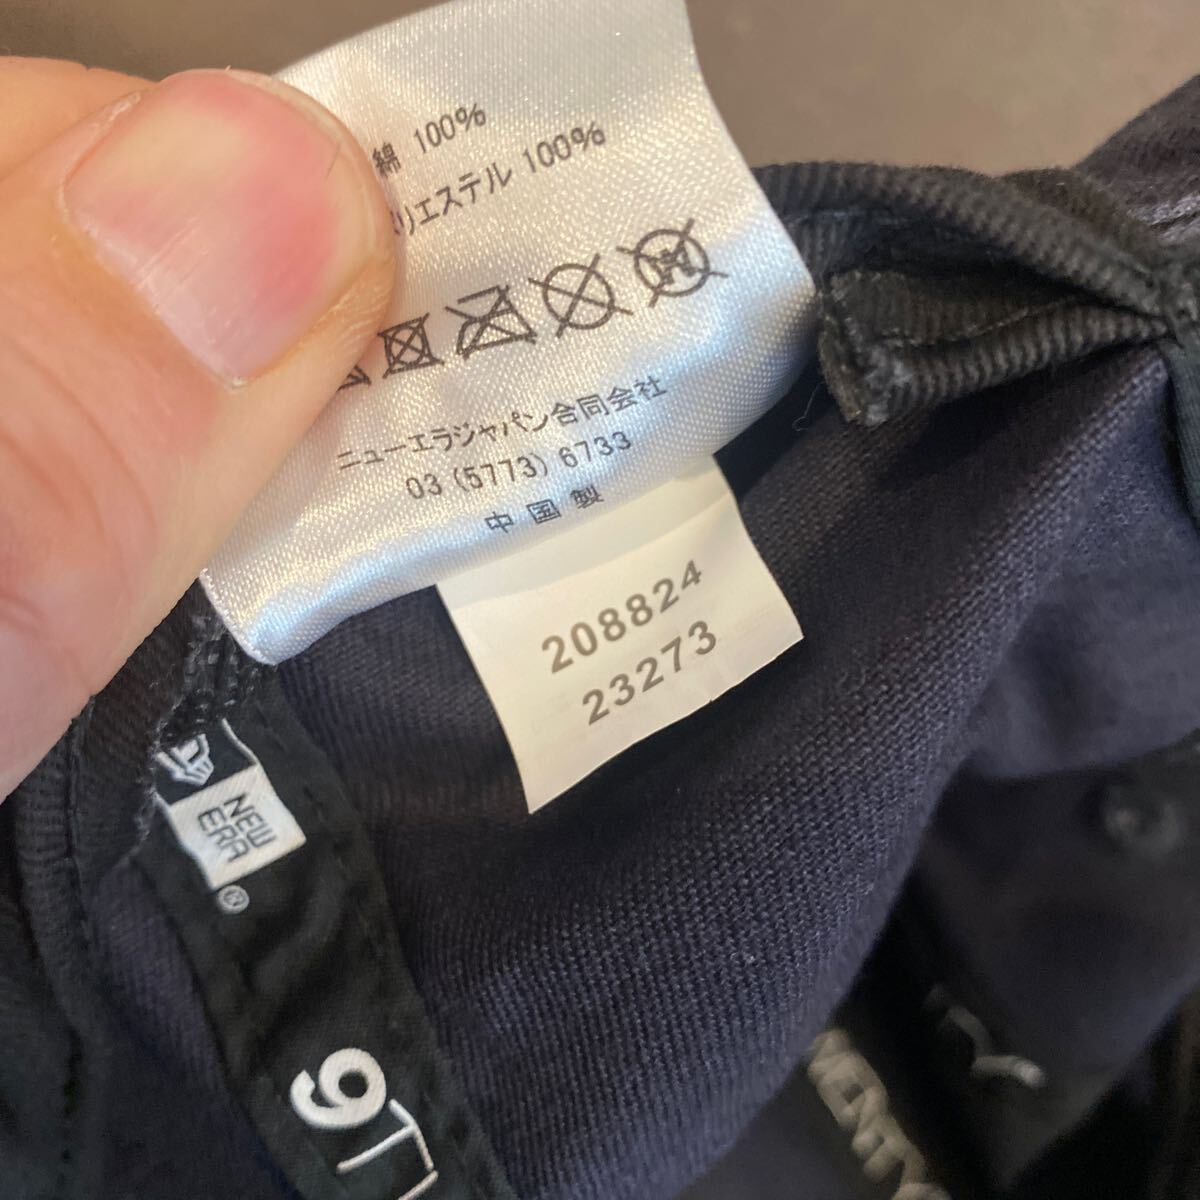 綿 100%
リエステル 100%
ニューエラジャパン合同会社
03 (5773) 6733
中国製
208824
23273
NEW
ERA
®